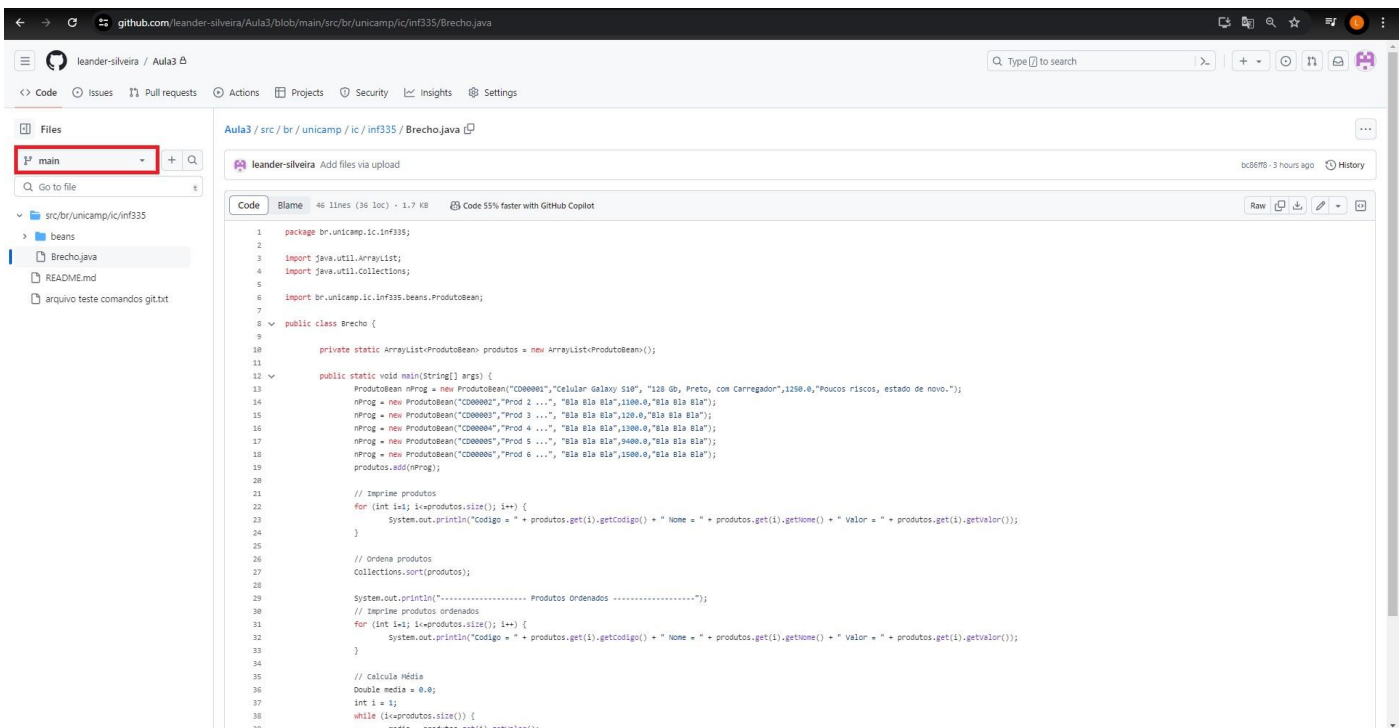 github.com/leander-silveira/Aula3/blob/main/src/br/unicamp/ic/inf335/Brecho.java
L
leander-silveira / Aula3
Type / to search
Code Issues Pull requests Actions Projects Security Insights Settings
Files
main
Go to file
t
src/br/unicamp/ic/inf335
beans
Brecho.java
README.md
arquivo teste comandos git.txt
Aula3 / src / br / unicamp / ic / inf335 / Brecho.java
leander-silveira Add files via upload
bc86ff8 · 3 hours ago History
Code Blame 46 lines (36 loc) · 1.7 KB Code 55% faster with GitHub Copilot
Raw
1 package br.unicamp.ic.inf335;
2
3 import java.util.ArrayList;
4 import java.util.Collections;
5
6 import br.unicamp.ic.inf335.beans.ProdutoBean;
7
8 public class Brecho {
9
10 private static ArrayList<ProdutoBean> produtos = new ArrayList<ProdutoBean>();
11
12 public static void main(String[] args) {
13 ProdutoBean nProg = new ProdutoBean("CD00001","Celular Galaxy S10", "128 Gb, Preto, com Carregador",1250.0,"Poucos riscos, estado de novo.");
14 nProg = new ProdutoBean("CD00002","Prod 2 ...", "Bla Bla Bla",1100.0,"Bla Bla Bla");
15 nProg = new ProdutoBean("CD00003","Prod 3 ...", "Bla Bla Bla",120.0,"Bla Bla Bla");
16 nProg = new ProdutoBean("CD00004","Prod 4 ...", "Bla Bla Bla",1300.0,"Bla Bla Bla");
17 nProg = new ProdutoBean("CD00005","Prod 5 ...", "Bla Bla Bla",9400.0,"Bla Bla Bla");
18 nProg = new ProdutoBean("CD00006","Prod 6 ...", "Bla Bla Bla",1500.0,"Bla Bla Bla");
19 produtos.add(nProg);
20
21 // Imprime produtos
22 for (int i=1; i<=produtos.size(); i++) {
23 System.out.println("Codigo = " + produtos.get(i).getCodigo() + " Nome = " + produtos.get(i).getNome() + " Valor = " + produtos.get(i).getValor());
24 }
25
26 // Ordena produtos
27 Collections.sort(produtos);
28
29 System.out.println("------------------- Produtos Ordenados ------------------");
30 // Imprime produtos ordenados
31 for (int i=1; i<=produtos.size(); i++) {
32 System.out.println("Codigo = " + produtos.get(i).getCodigo() + " Nome = " + produtos.get(i).getNome() + " Valor = " + produtos.get(i).getValor());
33 }
34
35 // Calcula Média
36 Double media = 0.0;
37 int i = 1;
38 while (i<=produtos.size()) {